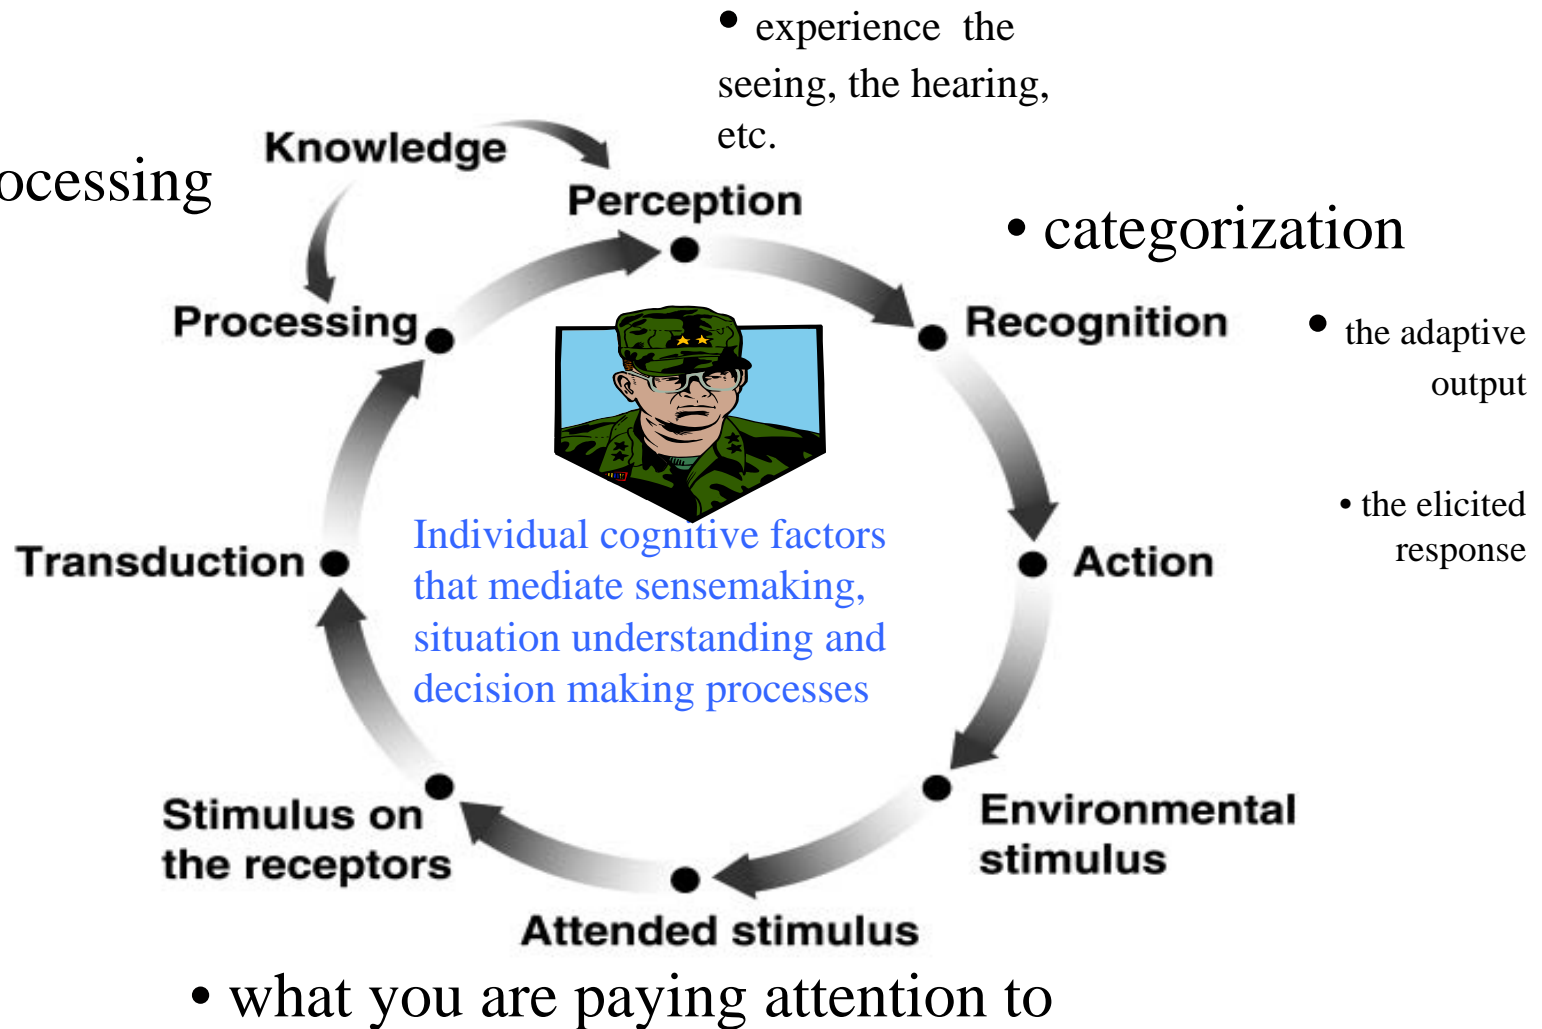 • experience the
seeing, the hearing,
etc.
Knowledge
ocessing
Perception
• categorization
Processing
Recognition
• the adaptive
output
• the elicited
response
Individual cognitive factors
that mediate sensemaking,
situation understanding and
decision making processes
Transduction
Action
Stimulus on
the receptors
Environmental
stimulus
Attended stimulus
• what you are paying attention to